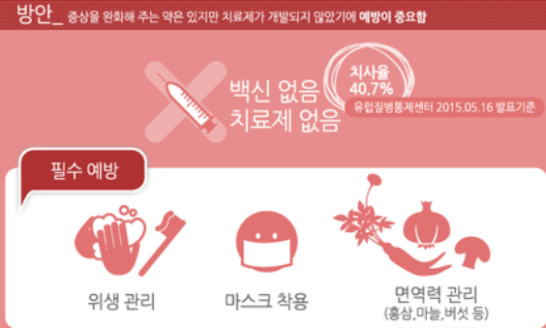 방안_ 증상을 완화해 주는 약은 있지만 치료제가 개발되지 않았기에 예방이 중요함
백신 없음
치료제 없음
치사율
40.7%
유럽질병통제센터 2015.05.16 발표기준
필수 예방
위생 관리
마스크 착용
면역력 관리
(홍삼,마늘,버섯 등)